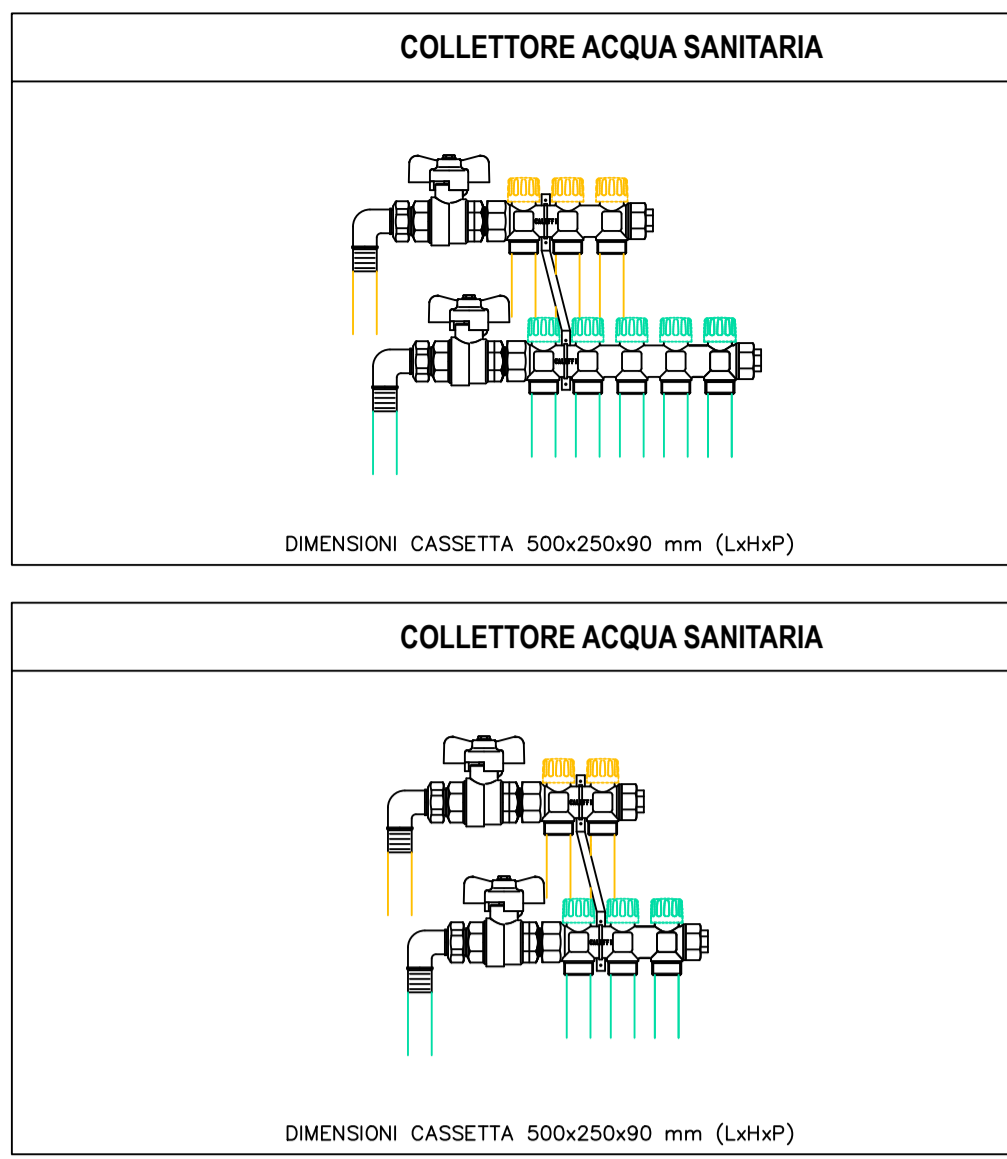 COLLETTORE ACQUA SANITARIA
DIMENSIONI CASSETTA 500x250x90 mm (LxHxP)
COLLETTORE ACQUA SANITARIA
DIMENSIONI CASSETTA 500x250x90 mm (LxHxP)